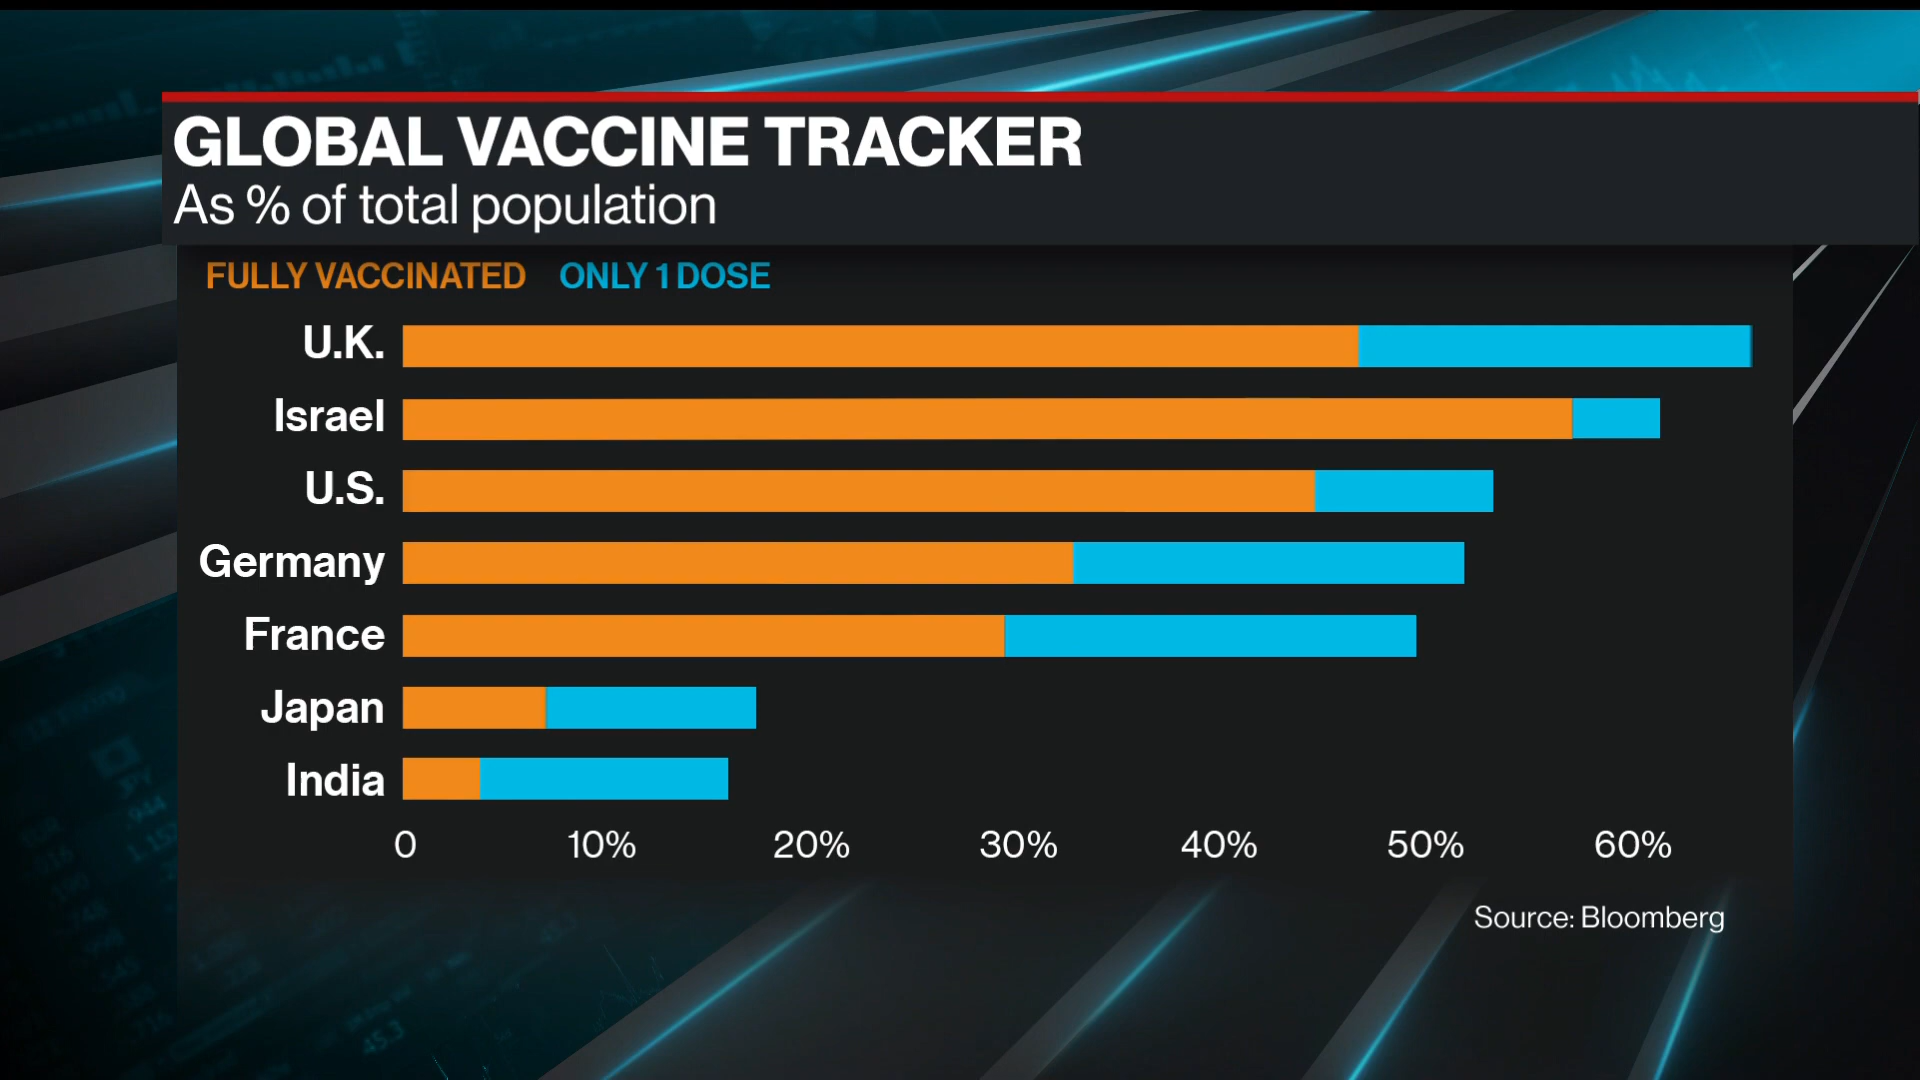 GLOBAL VACCINE TRACKER
As % of total population
FULLY VACCINATED ONLY 1 DOSE
U.K.
Israel
U.S.
Germany
France
Japan
India
0 10% 20% 30% 40% 50% 60%
Source: Bloomberg